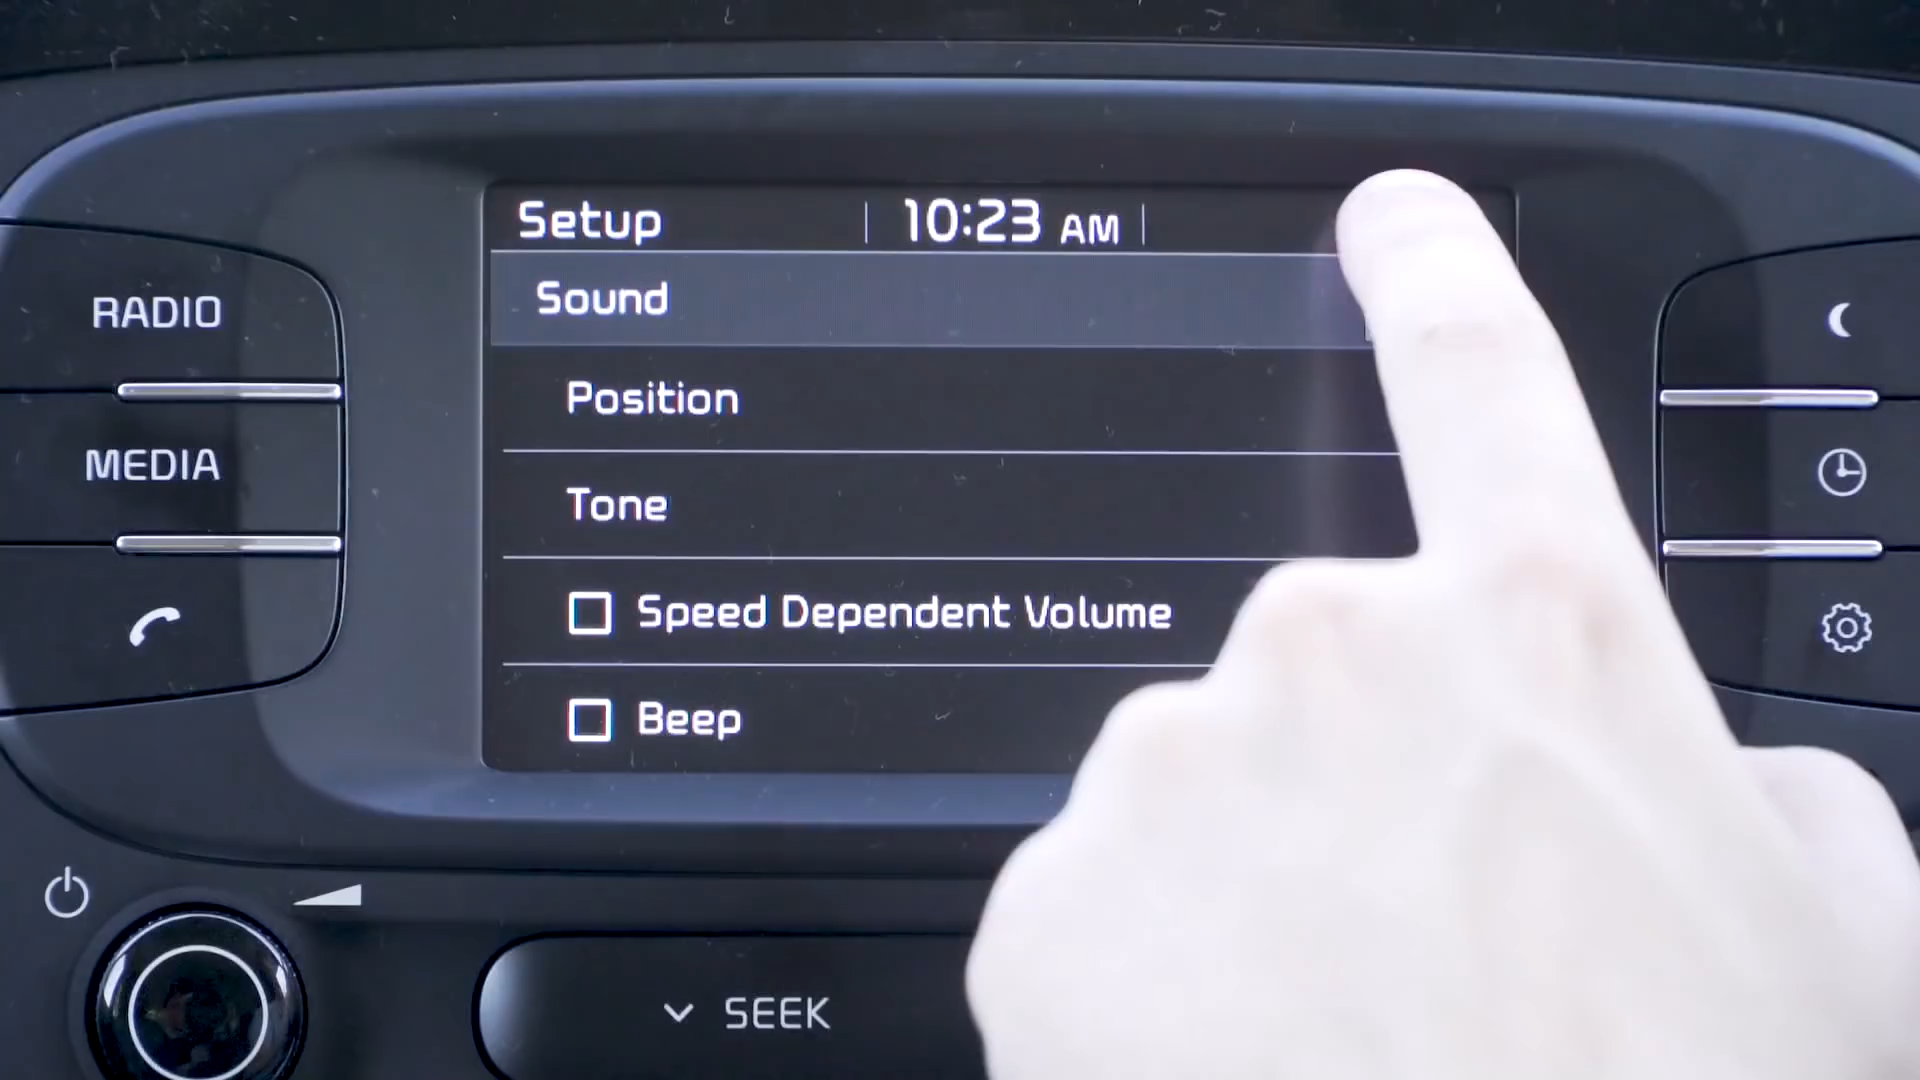 Setup
10:23 AM
Sound
Position
Tone
Speed Dependent Volume
Beep
RADIO
MEDIA
SEEK